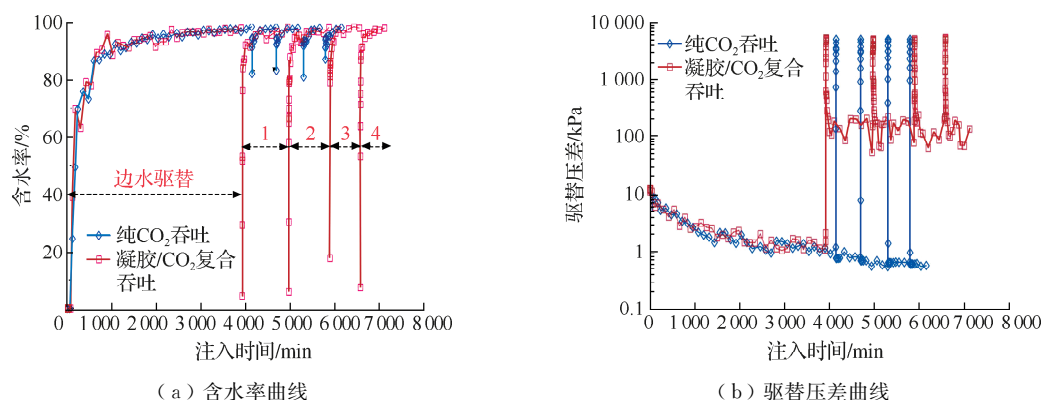 100
80
60
40
20
0
含水率/%
1 2 3 4
边水驱替
纯CO₂吞吐
凝胶/CO₂复合
吞吐
1 000 2 000 3 000 4 000 5 000 6 000 7 000 8 000
注入时间/min
（a）含水率曲线
10 000
1 000
100
10
1
0.1
驱替压差/kPa
纯CO₂吞吐
凝胶/CO₂复合
吞吐
0 1 000 2 000 3 000 4 000 5 000 6 000 7 000 8 000
注入时间/min
（b）驱替压差曲线